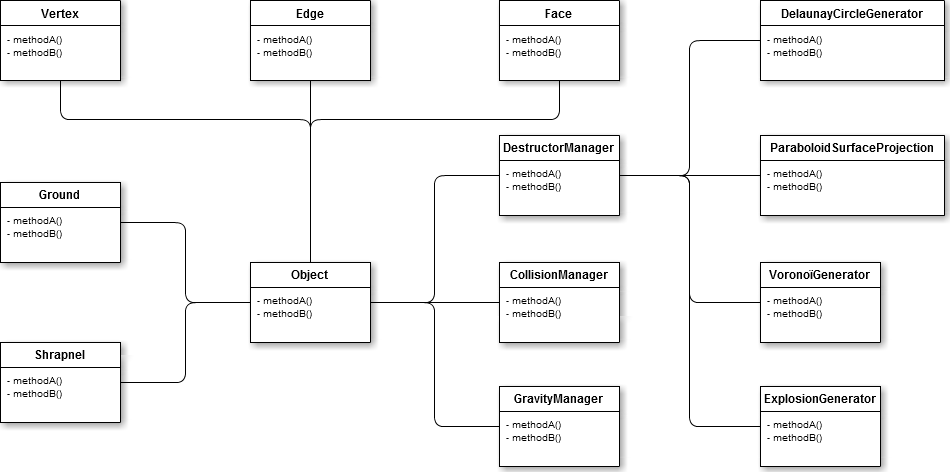 Vertex
- methodA()
- methodB()
Edge
- methodA()
- methodB()
Face
- methodA()
- methodB()
DelaunayCircleGenerator
- methodA()
- methodB()
DestructorManager
- methodA()
- methodB()
ParaboloidSurfaceProjection
- methodA()
- methodB()
Ground
- methodA()
- methodB()
Object
- methodA()
- methodB()
CollisionManager
- methodA()
- methodB()
VoronoïGenerator
- methodA()
- methodB()
Shrapnel
- methodA()
- methodB()
GravityManager
- methodA()
- methodB()
ExplosionGenerator
- methodA()
- methodB()